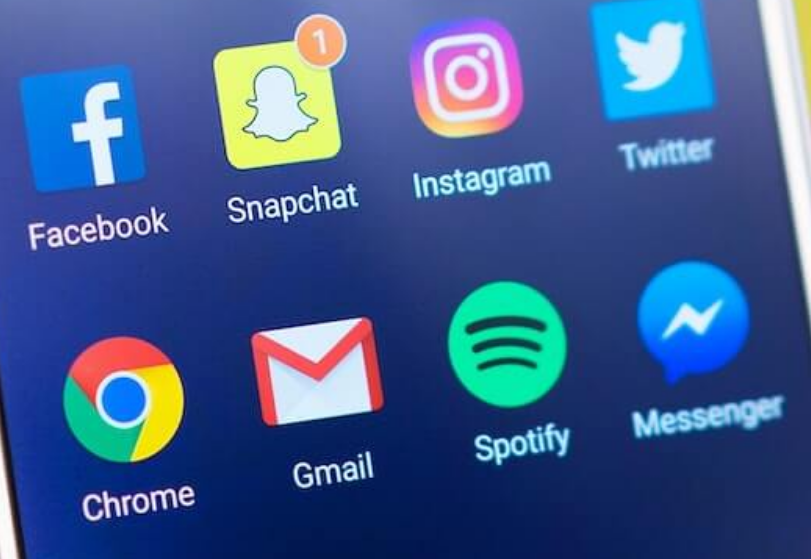 1
Facebook
Snapchat
Instagram
Twitter
Chrome
Gmail
Spotify
Messenger